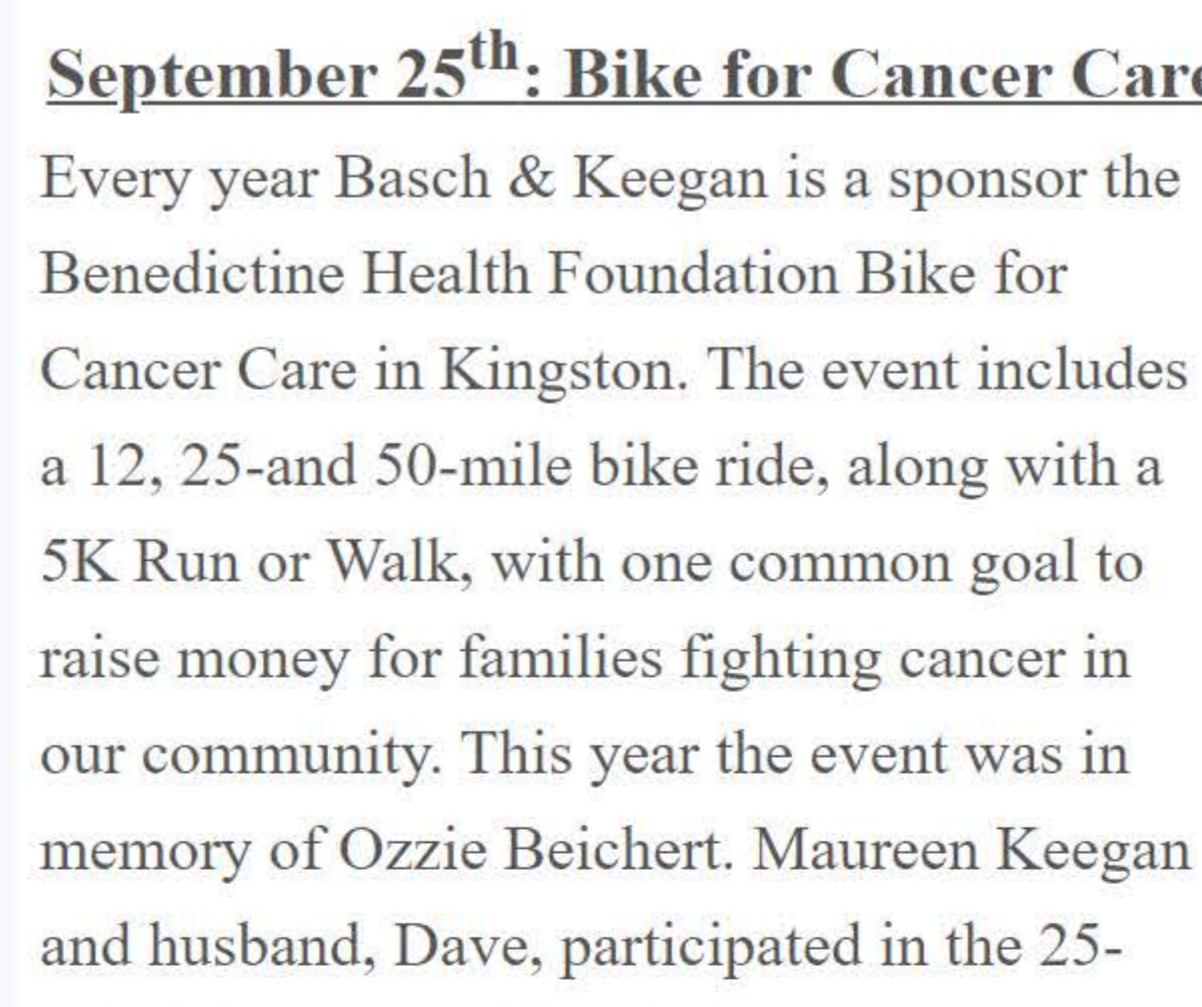 September 25th: Bike for Cancer Care
Every year Basch & Keegan is a sponsor the
Benedictine Health Foundation Bike for
Cancer Care in Kingston. The event includes
a 12, 25-and 50-mile bike ride, along with a
5K Run or Walk, with one common goal to
raise money for families fighting cancer in
our community. This year the event was in
memory of Ozzie Beichert. Maureen Keegan
and husband, Dave, participated in the 25-